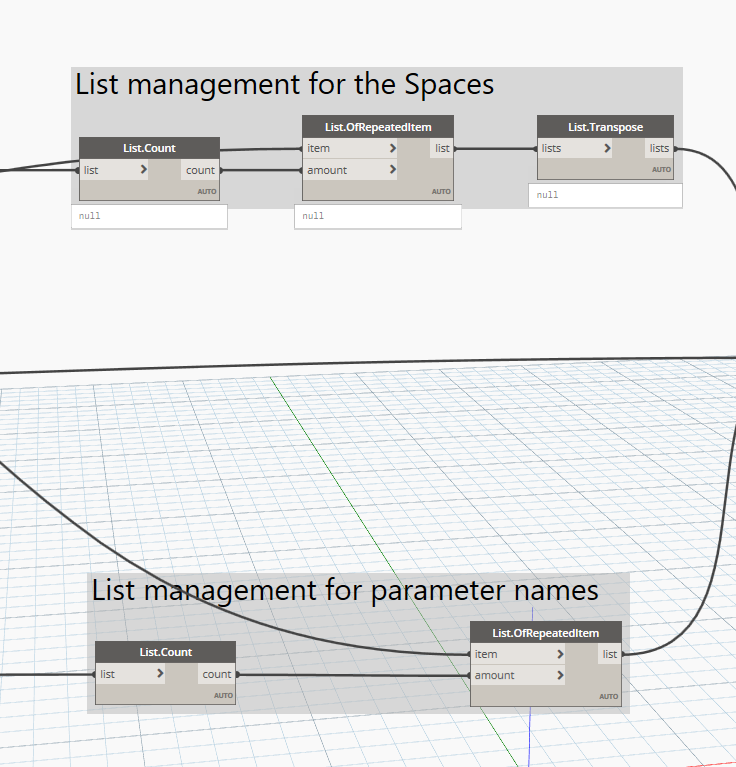 List management for the Spaces
List.Count
list > count
AUTO
null
List.OfRepeatedItem
item > list
amount >
AUTO
null
List.Transpose
lists > lists
AUTO
null
List management for parameter names
List.Count
list > count
AUTO
List.OfRepeatedItem
item > list
amount >
AUTO